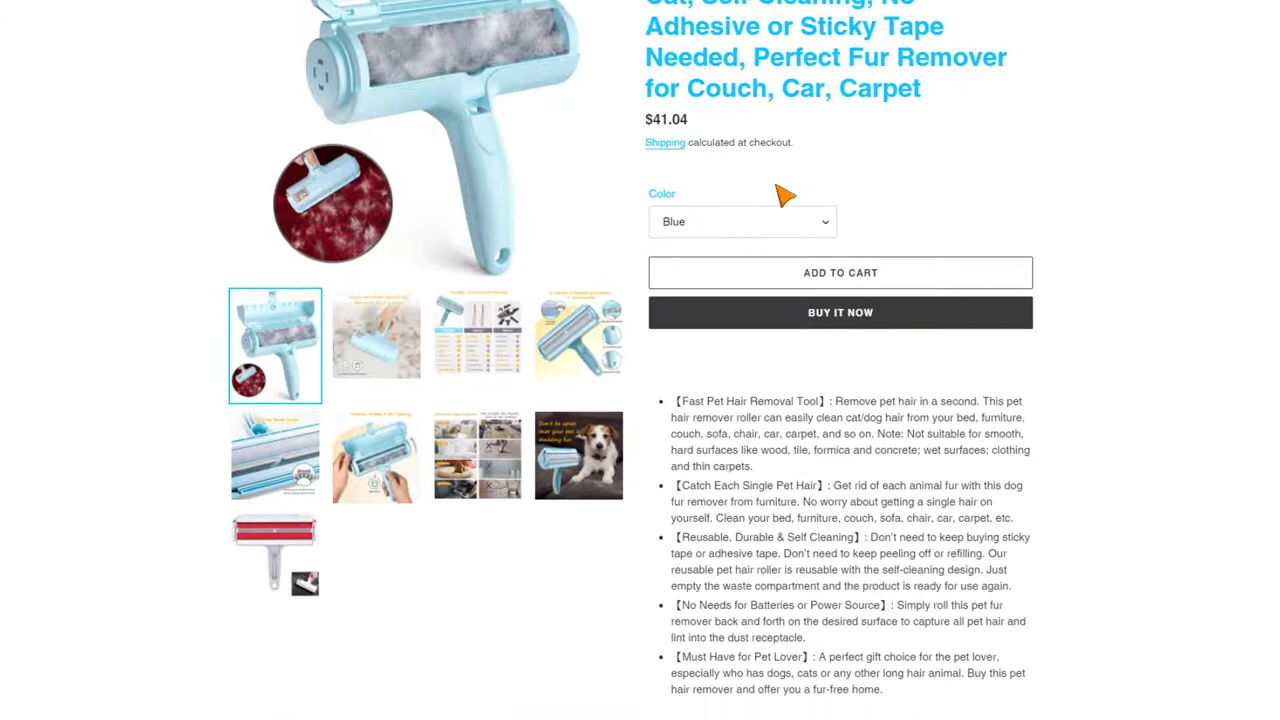 Cat, Self Cleaning, No
Adhesive or Sticky Tape
Needed, Perfect Fur Remover
for Couch, Car, Carpet
$41.04
Shipping calculated at checkout.
Color
Blue
ADD TO CART
BUY IT NOW
【Fast Pet Hair Removal Tool】: Remove pet hair in a second. This pet
hair remover roller can easily clean cat/dog hair from your bed, furniture,
couch, sofa, chair, car, carpet, and so on. Note: Not suitable for smooth,
hard surfaces like wood, tile, formica and concrete; wet surfaces; clothing
and thin carpets.
【Catch Each Single Pet Hair】: Get rid of each animal fur with this dog
fur remover from furniture. No worry about getting a single hair on
yourself. Clean your bed, furniture, couch, sofa, chair, car, carpet, etc.
【Reusable, Durable & Self Cleaning】: Don’t need to keep buying sticky
tape or adhesive tape. Don’t need to keep peeling off or refilling. Our
reusable pet hair roller is reusable with the self-cleaning design. Just
empty the waste compartment and the product is ready for use again.
【No Needs for Batteries or Power Source】: Simply roll this pet fur
remover back and forth on the desired surface to capture all pet hair and
lint into the dust receptacle.
【Must Have for Pet Lover】: A perfect gift choice for the pet lover,
especially who has dogs, cats or any other long hair animal. Buy this pet
hair remover and offer you a fur-free home.
Don't be upset
that your pet is
shedding fur.